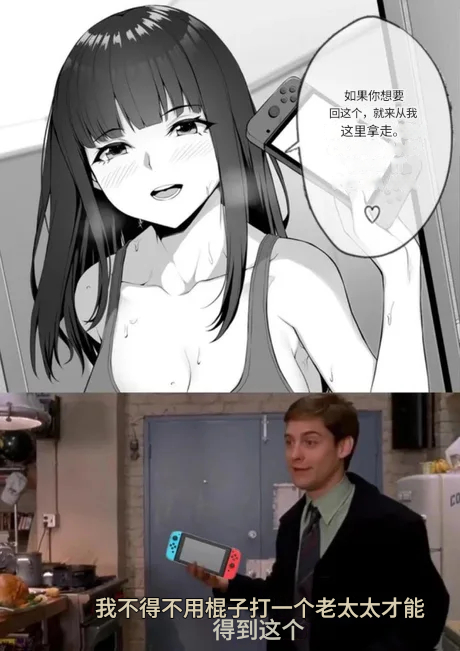 如果你想要
回这个，就来从我
这里拿走。
♡
我不得不用棍子打一个老太太才能
得到这个